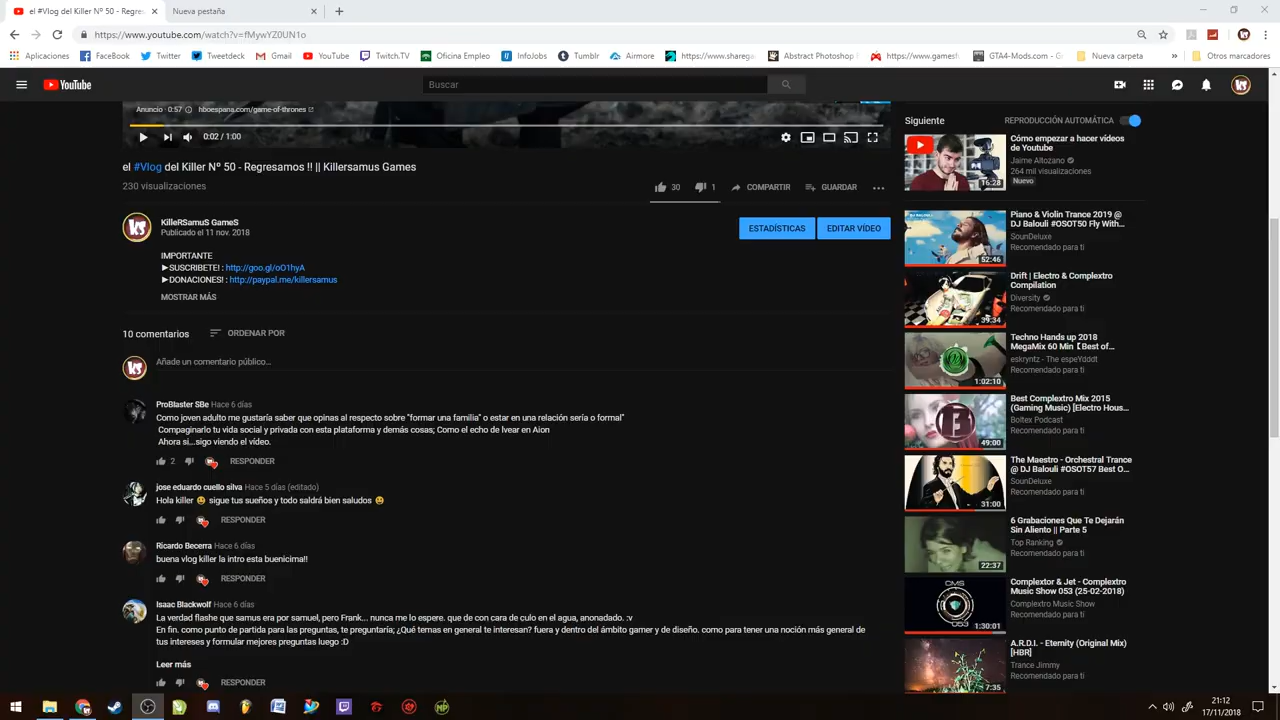 el #Vlog del Killer Nº 50 - Regres
Nueva pestaña
https://www.youtube.com/watch?v=fMywYZ0UN1o
Aplicaciones
FaceBook
Twitter
Tweetdeck
Gmail
YouTube
Twitch.TV
Oficina Empleo
InfoJobs
Tumblr
Airmore
https://www.sharega
Abstract Photoshop
https://www.gamesf
GTA4-Mods.com - G
Nueva carpeta
»
Otros marcadores
YouTube
Buscar
Anuncio · 0:57
hboespana.com/game-of-thrones
0:02 / 1:00
el #Vlog del Killer Nº 50 - Regresamos !! || Killersamus Games
230 visualizaciones
30
1
COMPARTIR
GUARDAR
KilleRSamuS GameS
Publicado el 11 nov. 2018
ESTADÍSTICAS
EDITAR VÍDEO
IMPORTANTE
►SUSCRIBETE! : http://goo.gl/oO1hyA
►DONACIONES! : http://paypal.me/killersamus
MOSTRAR MÁS
10 comentarios
ORDENAR POR
Añade un comentario público...
ProBlaster SBe Hace 6 días
Como joven adulto me gustaría saber que opinas al respecto sobre "formar una familia" o estar en una relación sería o formal"
Compaginarlo tu vida social y privada con esta plataforma y demás cosas; Como el echo de lvear en Aion
Ahora si...sigo viendo el vídeo.
2
RESPONDER
jose eduardo cuello silva Hace 5 días (editado)
Hola killer 😀 sigue tus sueños y todo saldrá bien saludos 😀
RESPONDER
Ricardo Becerra Hace 6 días
buena vlog killer la intro esta buenicima!!
RESPONDER
Isaac Blackwolf Hace 6 días
La verdad flashe que samus era por samuel, pero Frank... nunca me lo espere. que de con cara de culo en el agua, anonadado. :v
En fin. como punto de partida para las preguntas, te preguntaría; ¿Qué temas en general te interesan? fuera y dentro del ámbito gamer y de diseño. como para tener una noción más general de
tus intereses y formular mejores preguntas luego :D
Leer más
RESPONDER
Siguiente
REPRODUCCIÓN AUTOMÁTICA
Cómo empezar a hacer vídeos
de Youtube
Jaime Altozano
264 mil visualizaciones
Nuevo
16:28
Piano & Violin Trance 2019 @
DJ Balouli #OSOT50 Fly With...
SounDeluxe
Recomendado para ti
52:46
Drift | Electro & Complextro
Compilation
Diversity
Recomendado para ti
39:34
Techno Hands up 2018
MegaMix 60 Min【Best of...
eskryntz - The espeYdddt
Recomendado para ti
1:02:10
Best Complextro Mix 2015
(Gaming Music) [Electro Hous...
Boltex Podcast
Recomendado para ti
49:00
The Maestro - Orchestral Trance
@ DJ Balouli #OSOT57 Best O...
SounDeluxe
Recomendado para ti
31:00
6 Grabaciones Que Te Dejarán
Sin Aliento || Parte 5
Top Ranking
Recomendado para ti
22:37
Complextor & Jet - Complextro
Music Show 053 (25-02-2018)
Complextro Music Show
Recomendado para ti
CMS
053
1:30:01
A.R.D.I. - Eternity (Original Mix)
[HBR]
Trance Jimmy
Recomendado para ti
7:35
21:12
17/11/2018